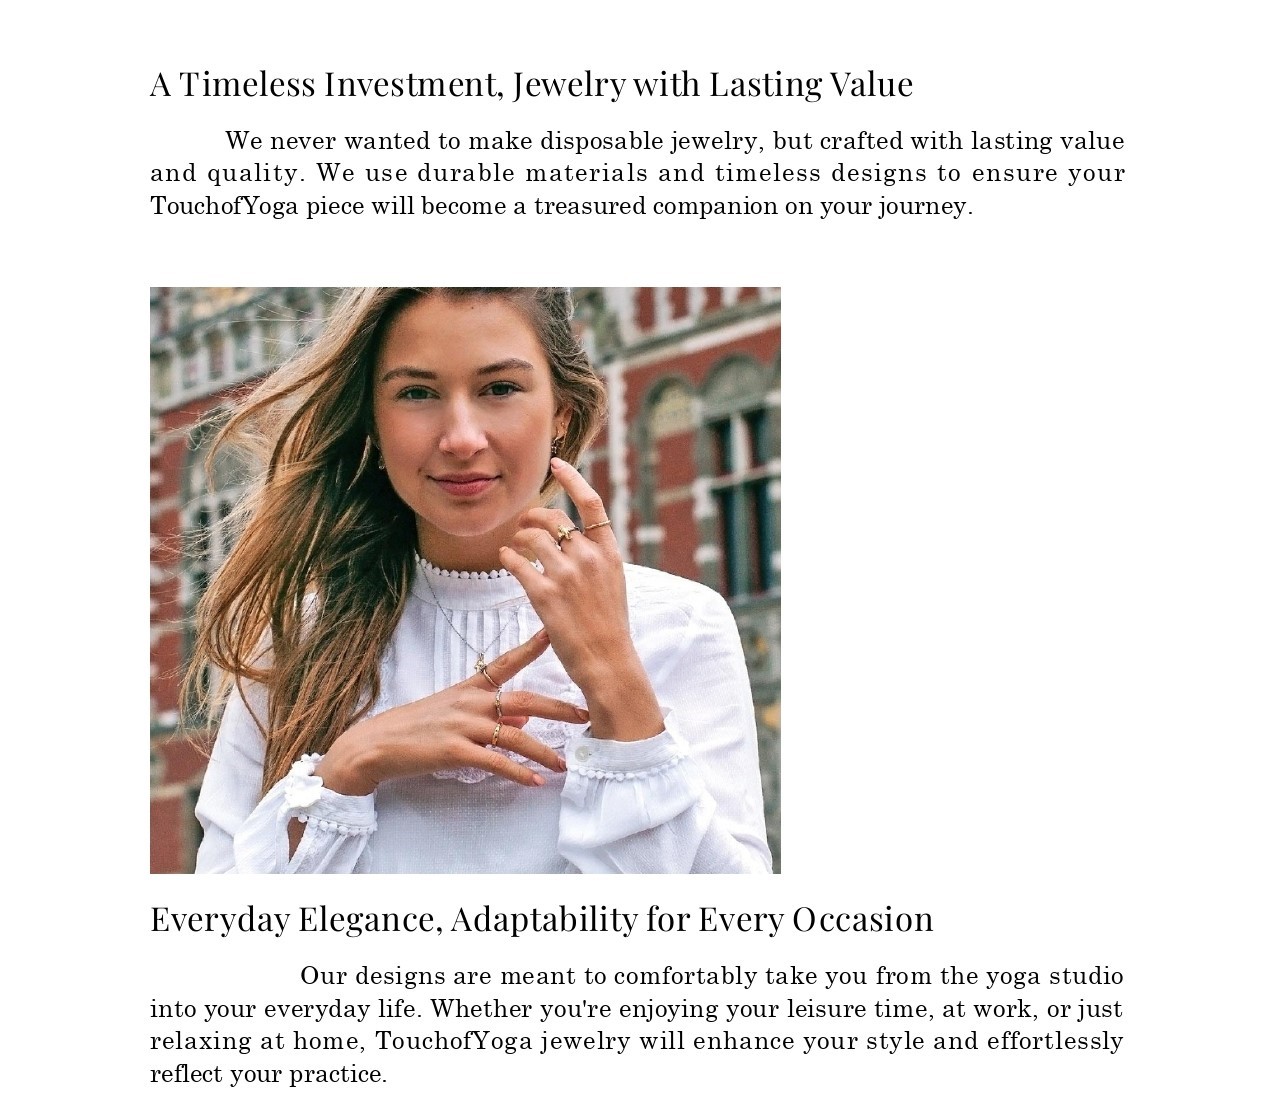 A Timeless Investment, Jewelry with Lasting Value
We never wanted to make disposable jewelry, but crafted with lasting value
and quality. We use durable materials and timeless designs to ensure your
TouchofYoga piece will become a treasured companion on your journey.
Everyday Elegance, Adaptability for Every Occasion
Our designs are meant to comfortably take you from the yoga studio
into your everyday life. Whether you're enjoying your leisure time, at work, or just
relaxing at home, TouchofYoga jewelry will enhance your style and effortlessly
reflect your practice.